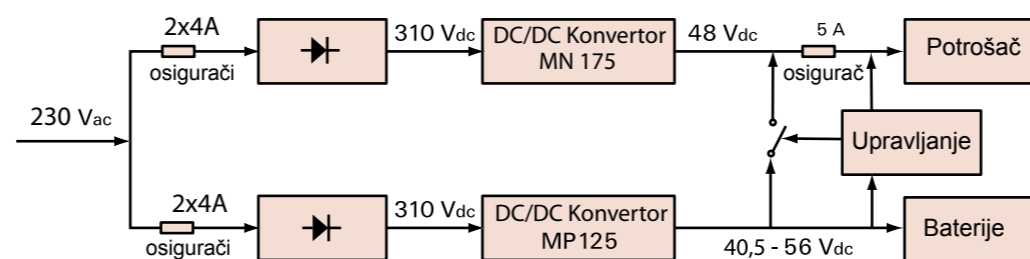 2x4A
osigurači
310 Vdc
DC/DC Konvertor
MN 175
48 Vdc
5 A
osigurač
Potrošač
230 Vac
Upravljanje
2x4A
osigurači
310 Vdc
DC/DC Konvertor
MP125
40,5 - 56 Vdc
Baterije